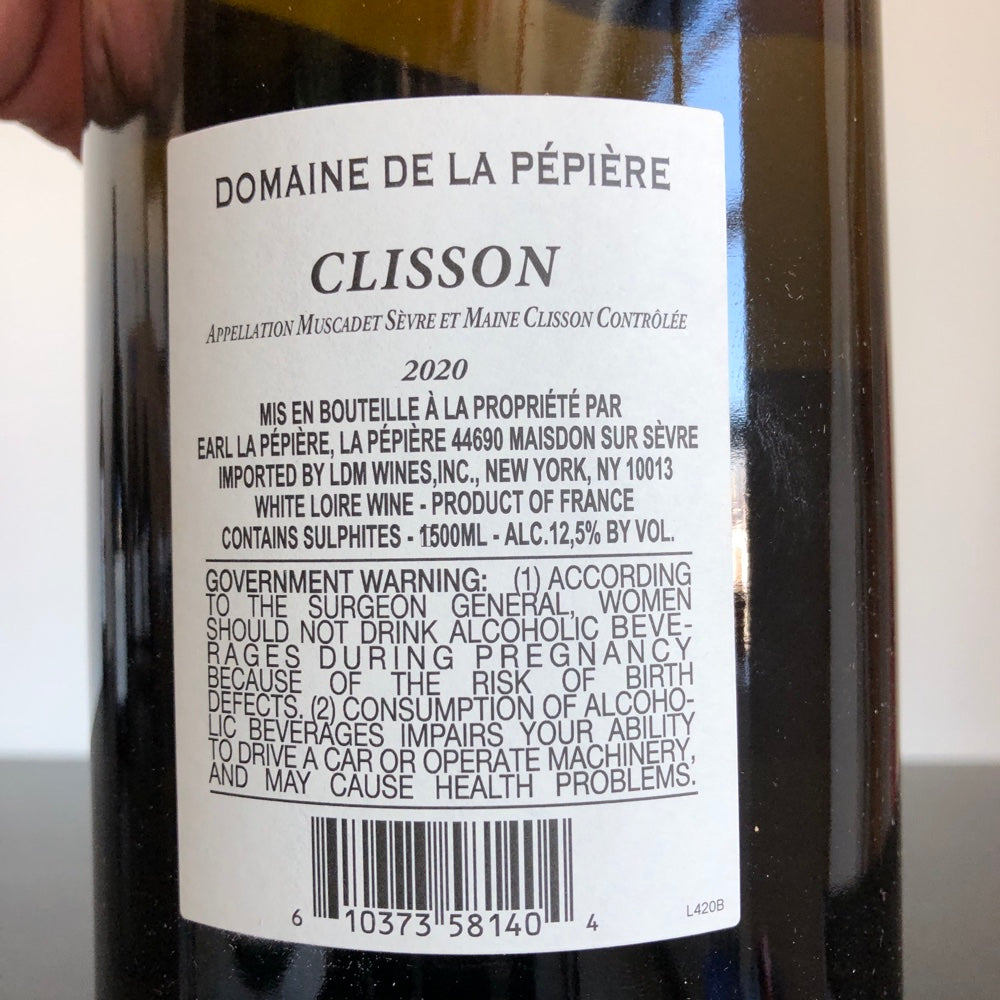 DOMAINE DE LA PÉPIÈRE
CLISSON
APPELLATION MUSCADET SÈVRE ET MAINE CLISSON CONTRÔLÉE
2020
MIS EN BOUTEILLE À LA PROPRIÉTÉ PAR
EARL LA PÉPIÈRE, LA PÉPIÈRE 44690 MAISDON SUR SÈVRE
IMPORTED BY LDM WINES,INC., NEW YORK, NY 10013
WHITE LOIRE WINE - PRODUCT OF FRANCE
CONTAINS SULPHITES - 1500ML - ALC.12,5% BY VOL.
GOVERNMENT WARNING: (1) ACCORDING
TO THE SURGEON GENERAL, WOMEN
SHOULD NOT DRINK ALCOHOLIC BEVE-
RAGES DURING PREGNANCY
BECAUSE OF THE RISK OF BIRTH
DEFECTS. (2) CONSUMPTION OF ALCOHO-
LIC BEVERAGES IMPAIRS YOUR ABILITY
TO DRIVE A CAR OR OPERATE MACHINERY,
AND MAY CAUSE HEALTH PROBLEMS.
6 10373 58140 4
L420B